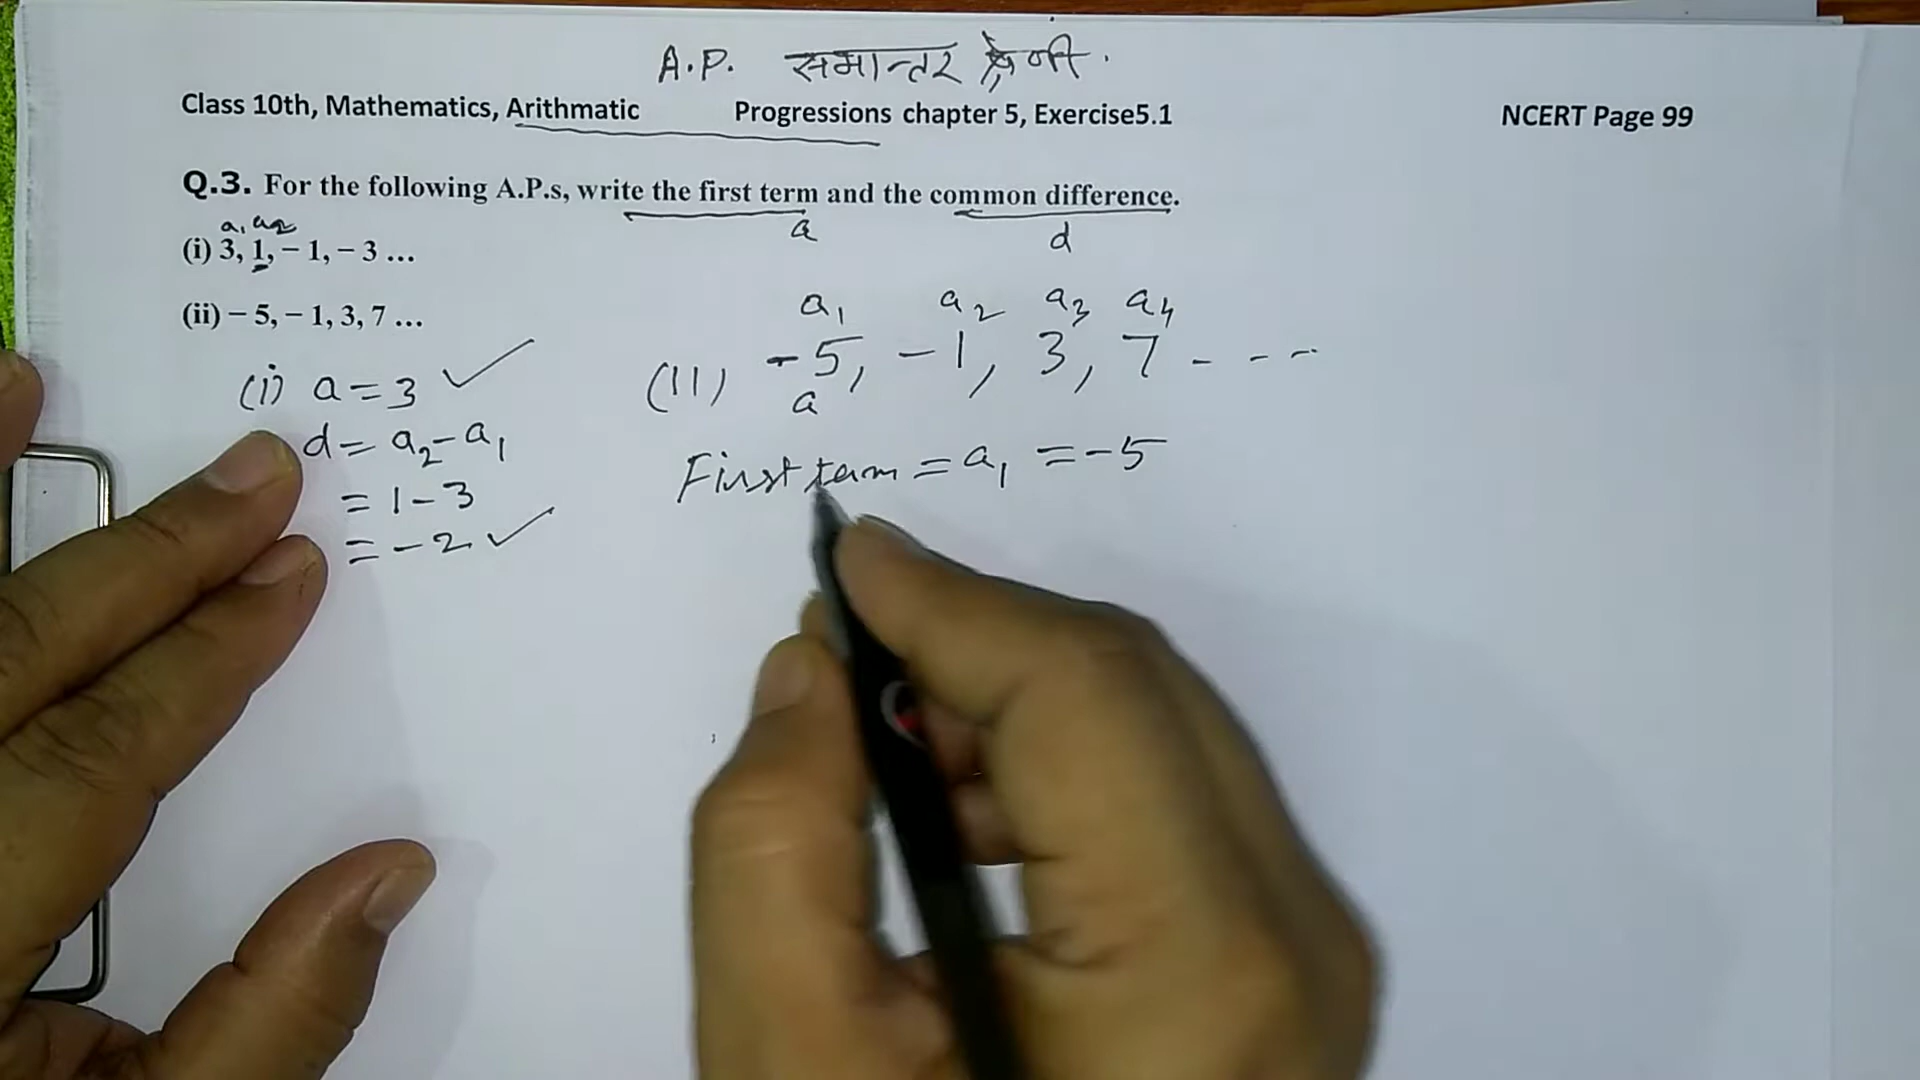 A.P. समान्तर श्रेणी.
Class 10th, Mathematics, Arithmatic Progressions chapter 5, Exercise5.1 NCERT Page 99
Q.3. For the following A.P.s, write the first term and the common difference.
a d
a₁ a₂
(i) 3, 1, – 1, – 3 ...
(ii) – 5, – 1, 3, 7 ...
(i) a = 3 ✓
d = a₂ - a₁
= 1 - 3
= - 2 ✓
a₁ a₂ a₃ a₄
(II) -5, -1, 3, 7 - - -
a
First term = a₁ = -5